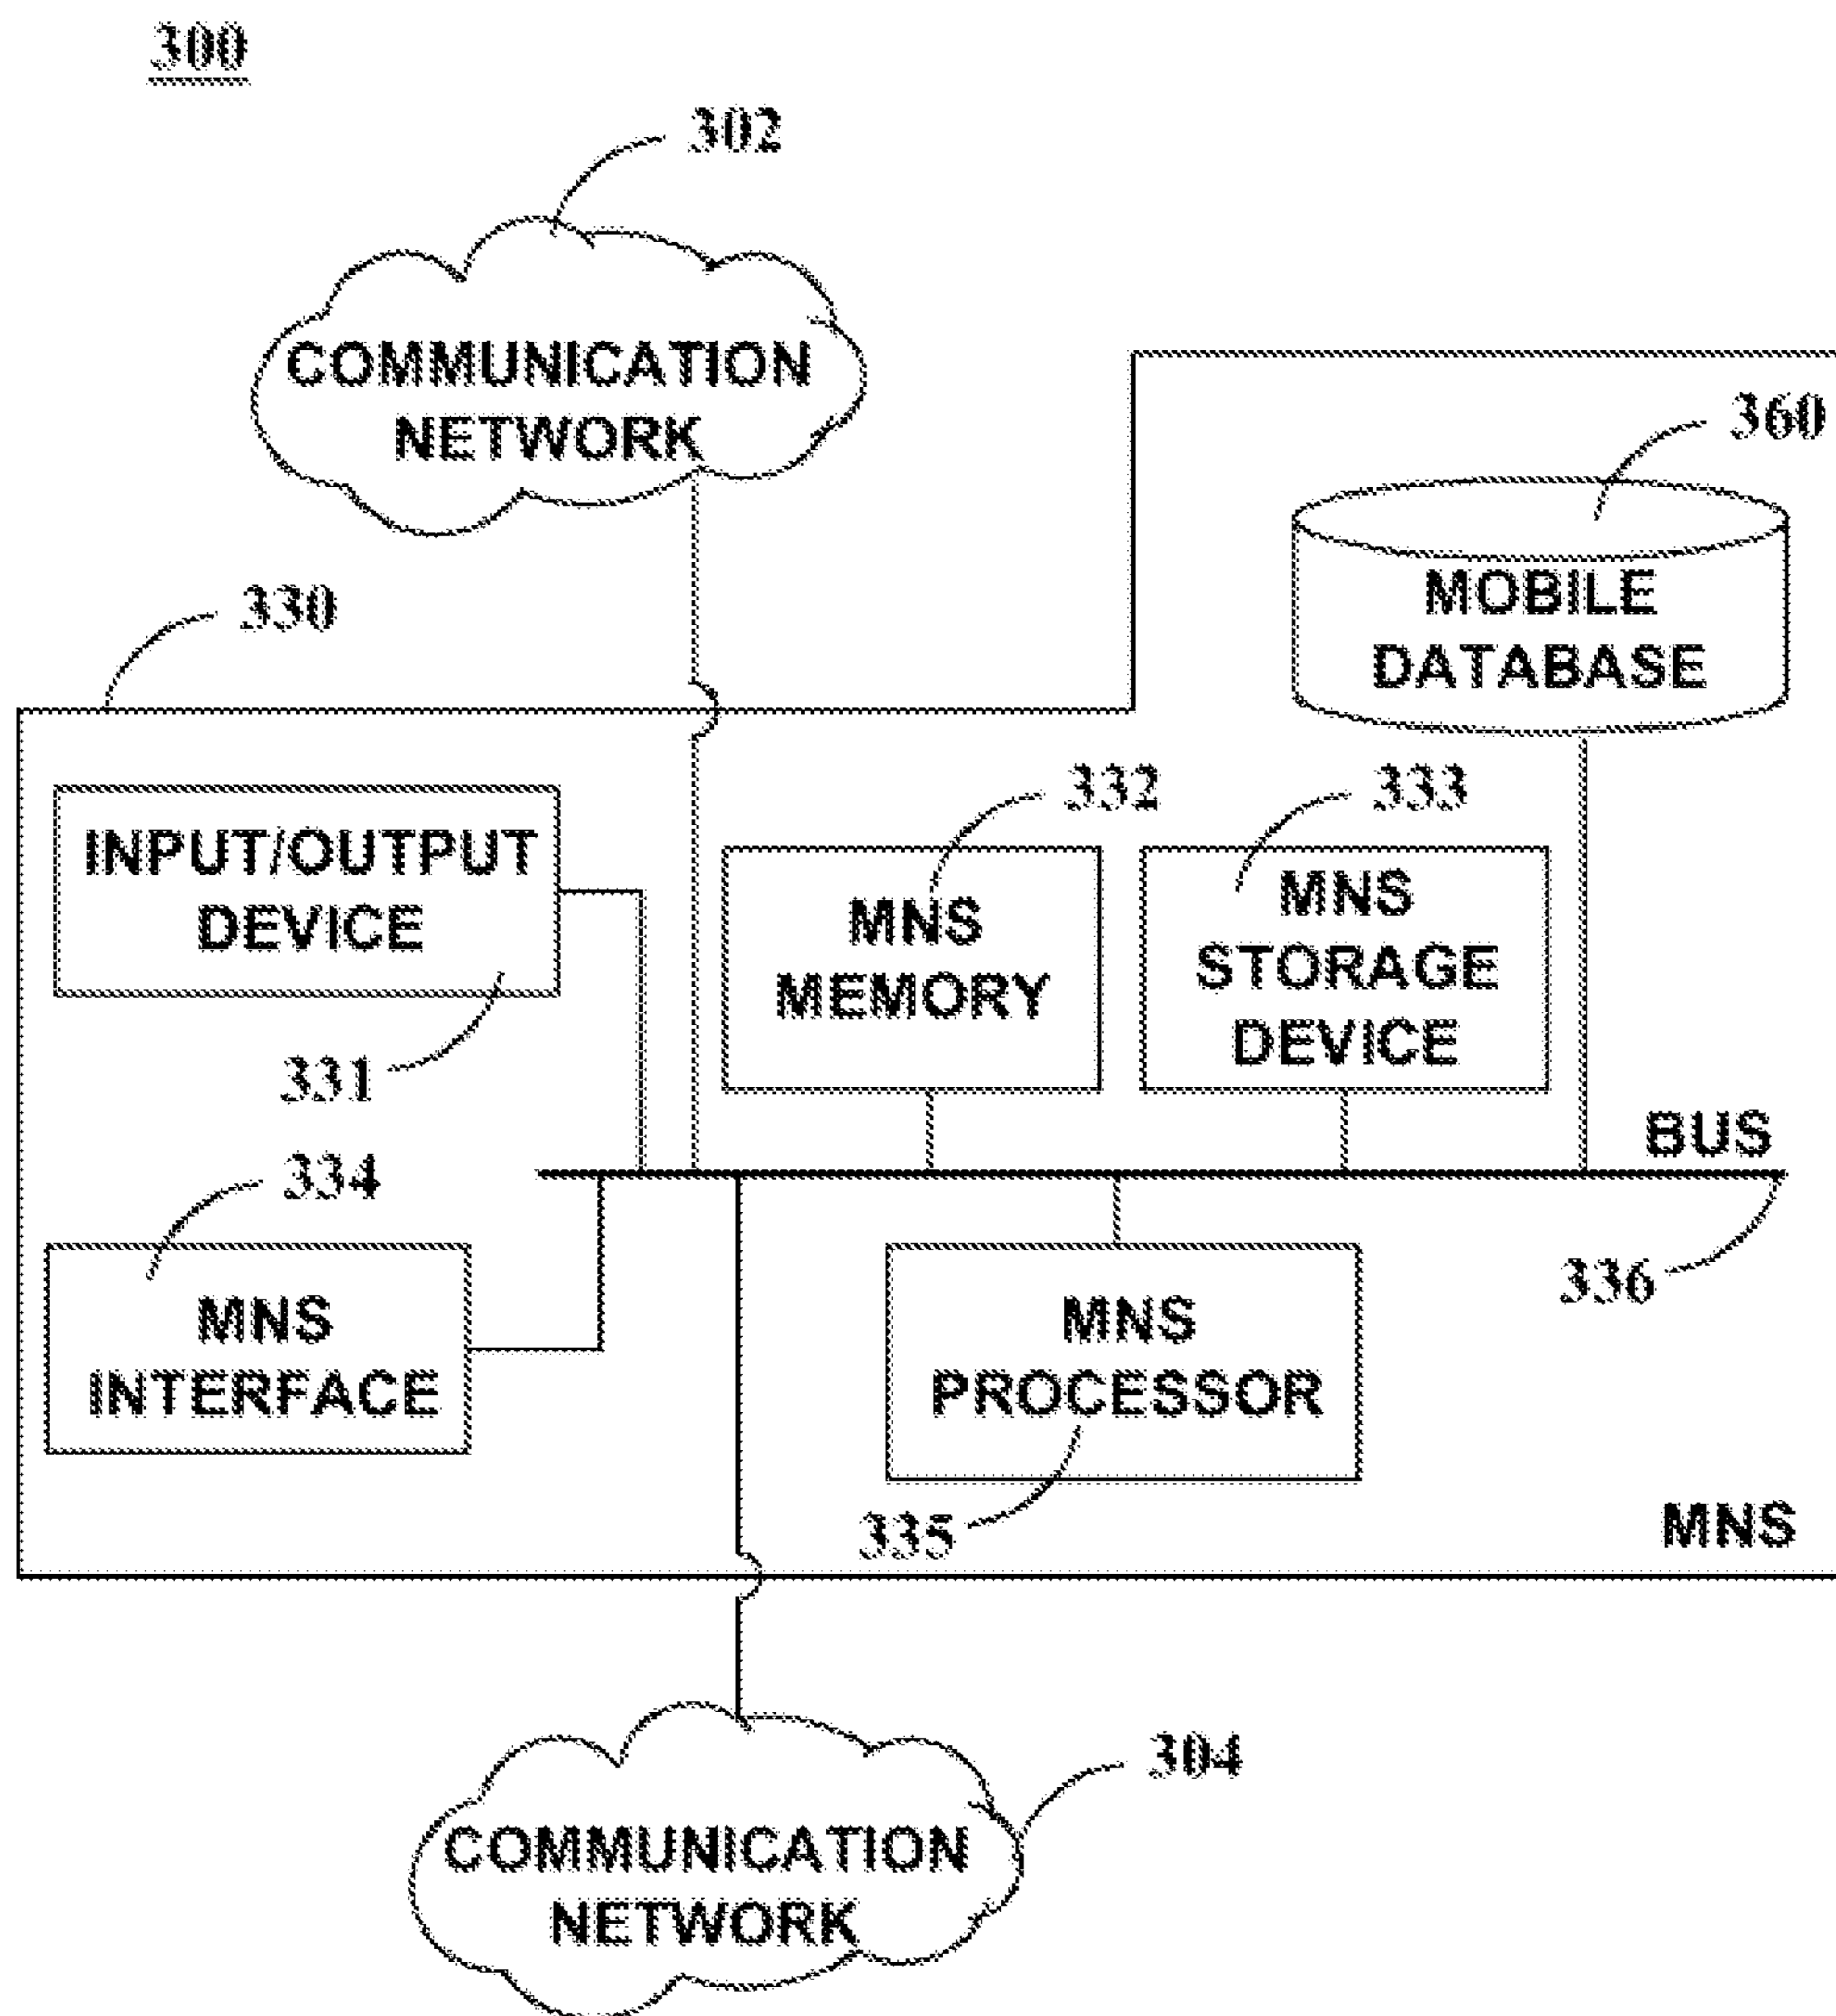 300
302
COMMUNICATION
NETWORK
360
MOBILE
DATABASE
330
332
333
INPUT/OUTPUT
DEVICE
MNS
MEMORY
MNS
STORAGE
DEVICE
331
BUS
334
336
MNS
INTERFACE
MNS
PROCESSOR
335
MNS
304
COMMUNICATION
NETWORK